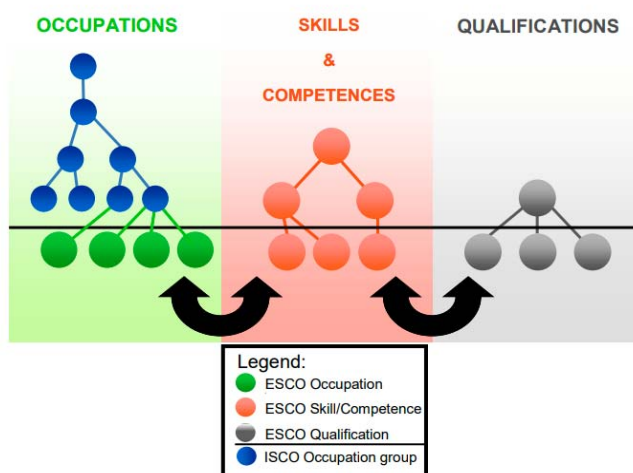 OCCUPATIONS
SKILLS
&
COMPETENCES
QUALIFICATIONS
Legend:
ESCO Occupation
ESCO Skill/Competence
ESCO Qualification
ISCO Occupation group